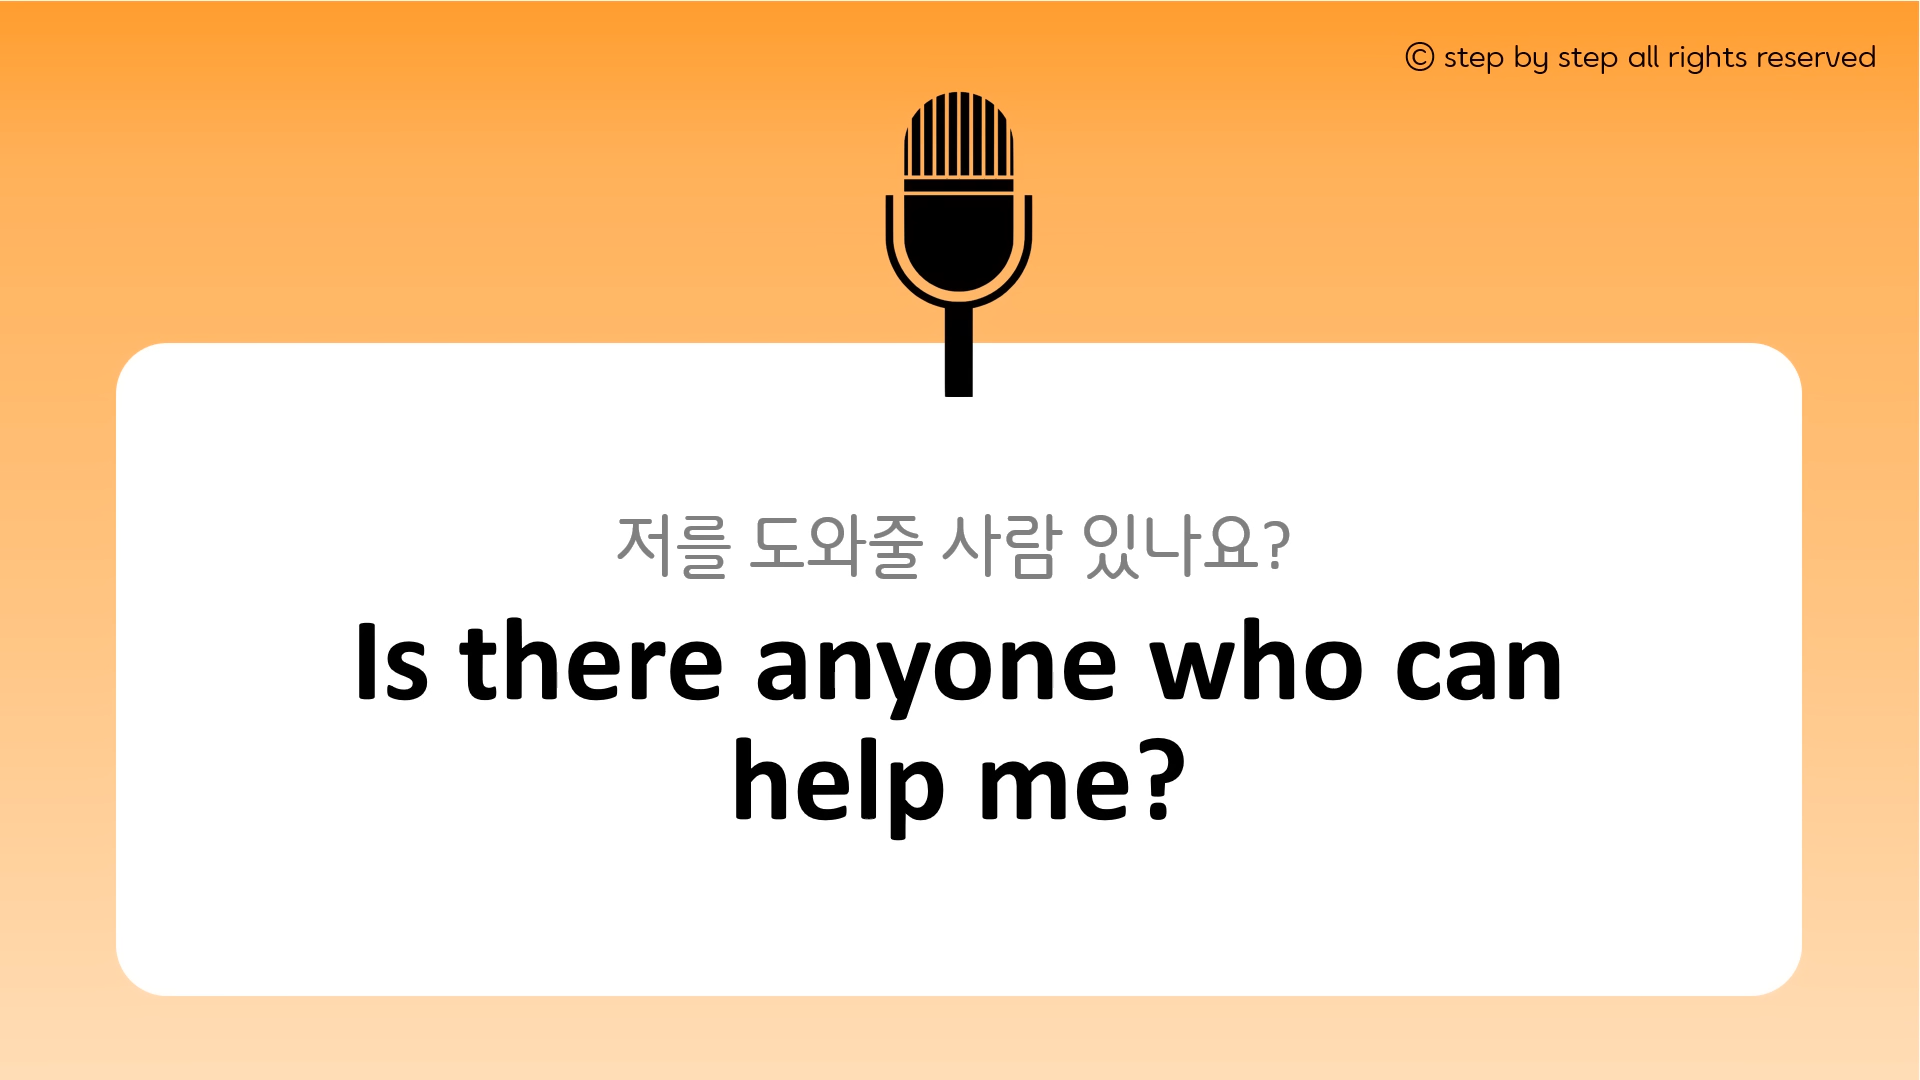 © step by step all rights reserved
저를 도와줄 사람 있나요?
Is there anyone who can
help me?